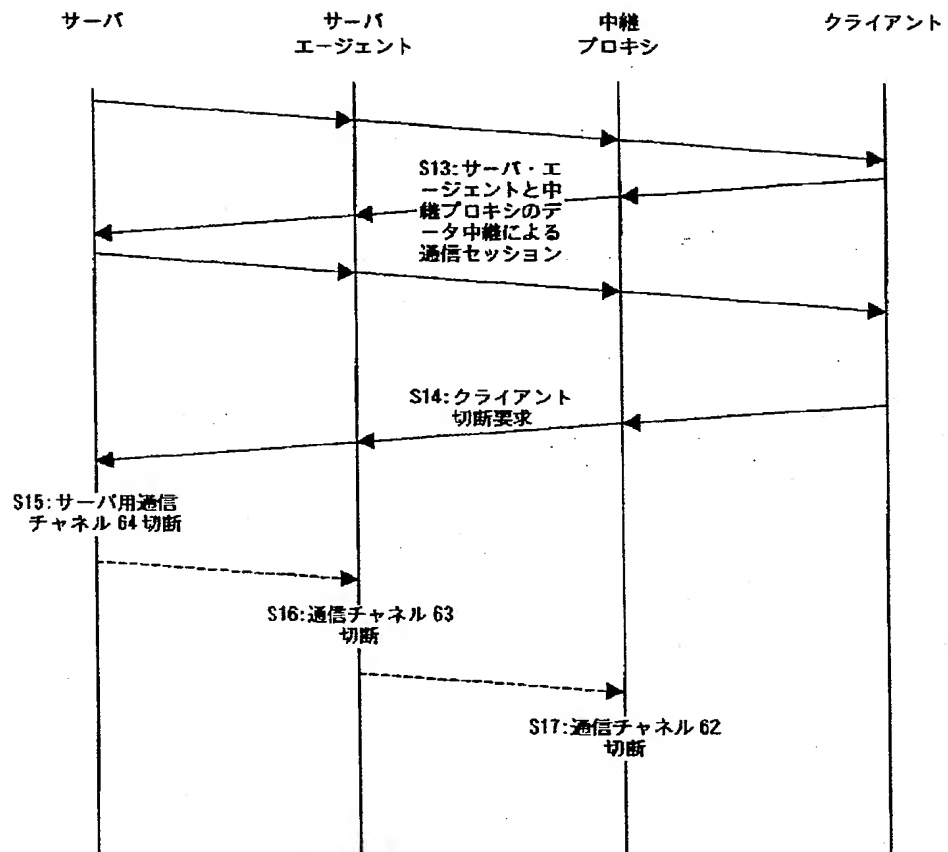 サーバ
サーバ
エージェント
中継
プロキシ
クライアント
S13:サーバ・エ
ージェントと中
継プロキシのデ
ータ中継による
通信セッション
S14:クライアント
切断要求
S15:サーバ用通信
チャネル 64 切断
S16:通信チャネル 63
切断
S17:通信チャネル 62
切断